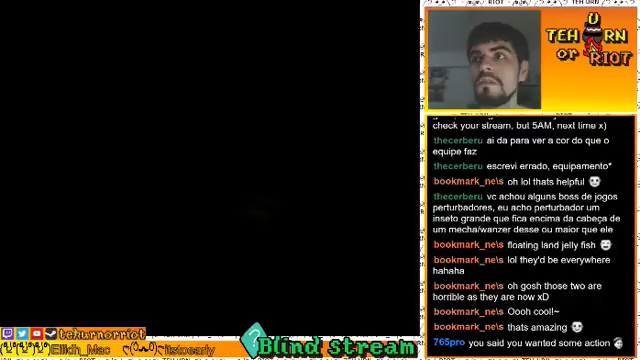 TEH URN
or RIOT
check your stream, but 5AM, next time x)
thecerberu ai da para ver a cor do que o
equipe faz
thecerberu escrevi errado, equipamento*
bookmark_ne\s oh lol thats helpful
thecerberu vc achou alguns boss de jogos
perturbadores, eu acho perturbador um
inseto grande que fica encima da cabeça de
um mecha/wanzer desse ou maior que ele
bookmark_ne\s floating land jelly fish
bookmark_ne\s lol they'd be everywhere
hahaha
bookmark_ne\s oh gosh those two are
horrible as they are now xD
bookmark_ne\s Oooh cool!~
bookmark_ne\s thats amazing
765pro you said you wanted some action
tehurnorriot
Blind Stream